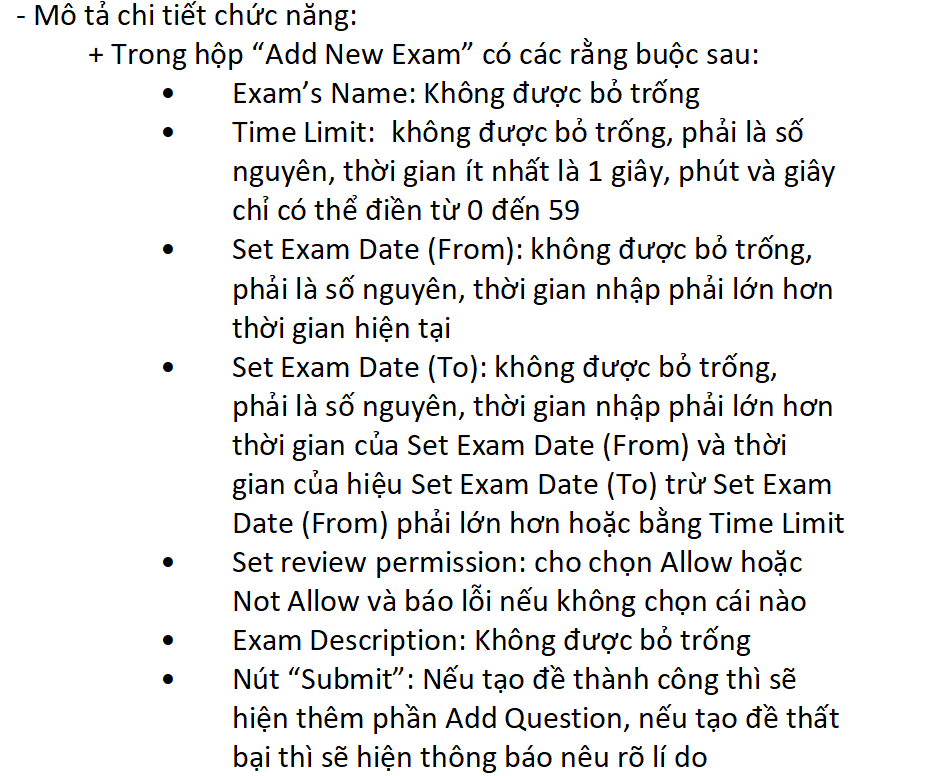 - Mô tả chi tiết chức năng:
+ Trong hộp “Add New Exam” có các rằng buộc sau:
• Exam’s Name: Không được bỏ trống
• Time Limit: không được bỏ trống, phải là số
nguyên, thời gian ít nhất là 1 giây, phút và giây
chỉ có thể điền từ 0 đến 59
• Set Exam Date (From): không được bỏ trống,
phải là số nguyên, thời gian nhập phải lớn hơn
thời gian hiện tại
• Set Exam Date (To): không được bỏ trống,
phải là số nguyên, thời gian nhập phải lớn hơn
thời gian của Set Exam Date (From) và thời
gian của hiệu Set Exam Date (To) trừ Set Exam
Date (From) phải lớn hơn hoặc bằng Time Limit
• Set review permission: cho chọn Allow hoặc
Not Allow và báo lỗi nếu không chọn cái nào
• Exam Description: Không được bỏ trống
• Nút “Submit”: Nếu tạo đề thành công thì sẽ
hiện thêm phần Add Question, nếu tạo đề thất
bại thì sẽ hiện thông báo nêu rõ lí do